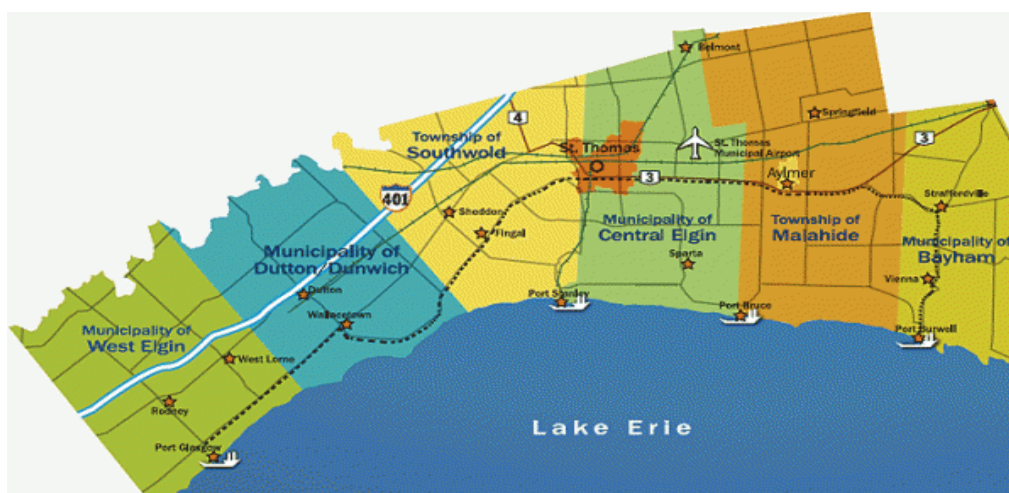 Belmont
Springfield
4
3
Township of
Southwold
St. Thomas
St. Thomas
Municipal Airport
3
Aylmer
401
Straffordville
Shedden
Fingal
Municipality of
Central Elgin
Township of
Malahide
Municipality of
Bayham
Municipality of
Dutton/Dunwich
Sparta
Vienna
Dutton
Port Stanley
Port Bruce
Wallacetown
Port Burwell
Municipality of
West Elgin
West Lorne
Rodney
Port Glasgow
Lake Erie